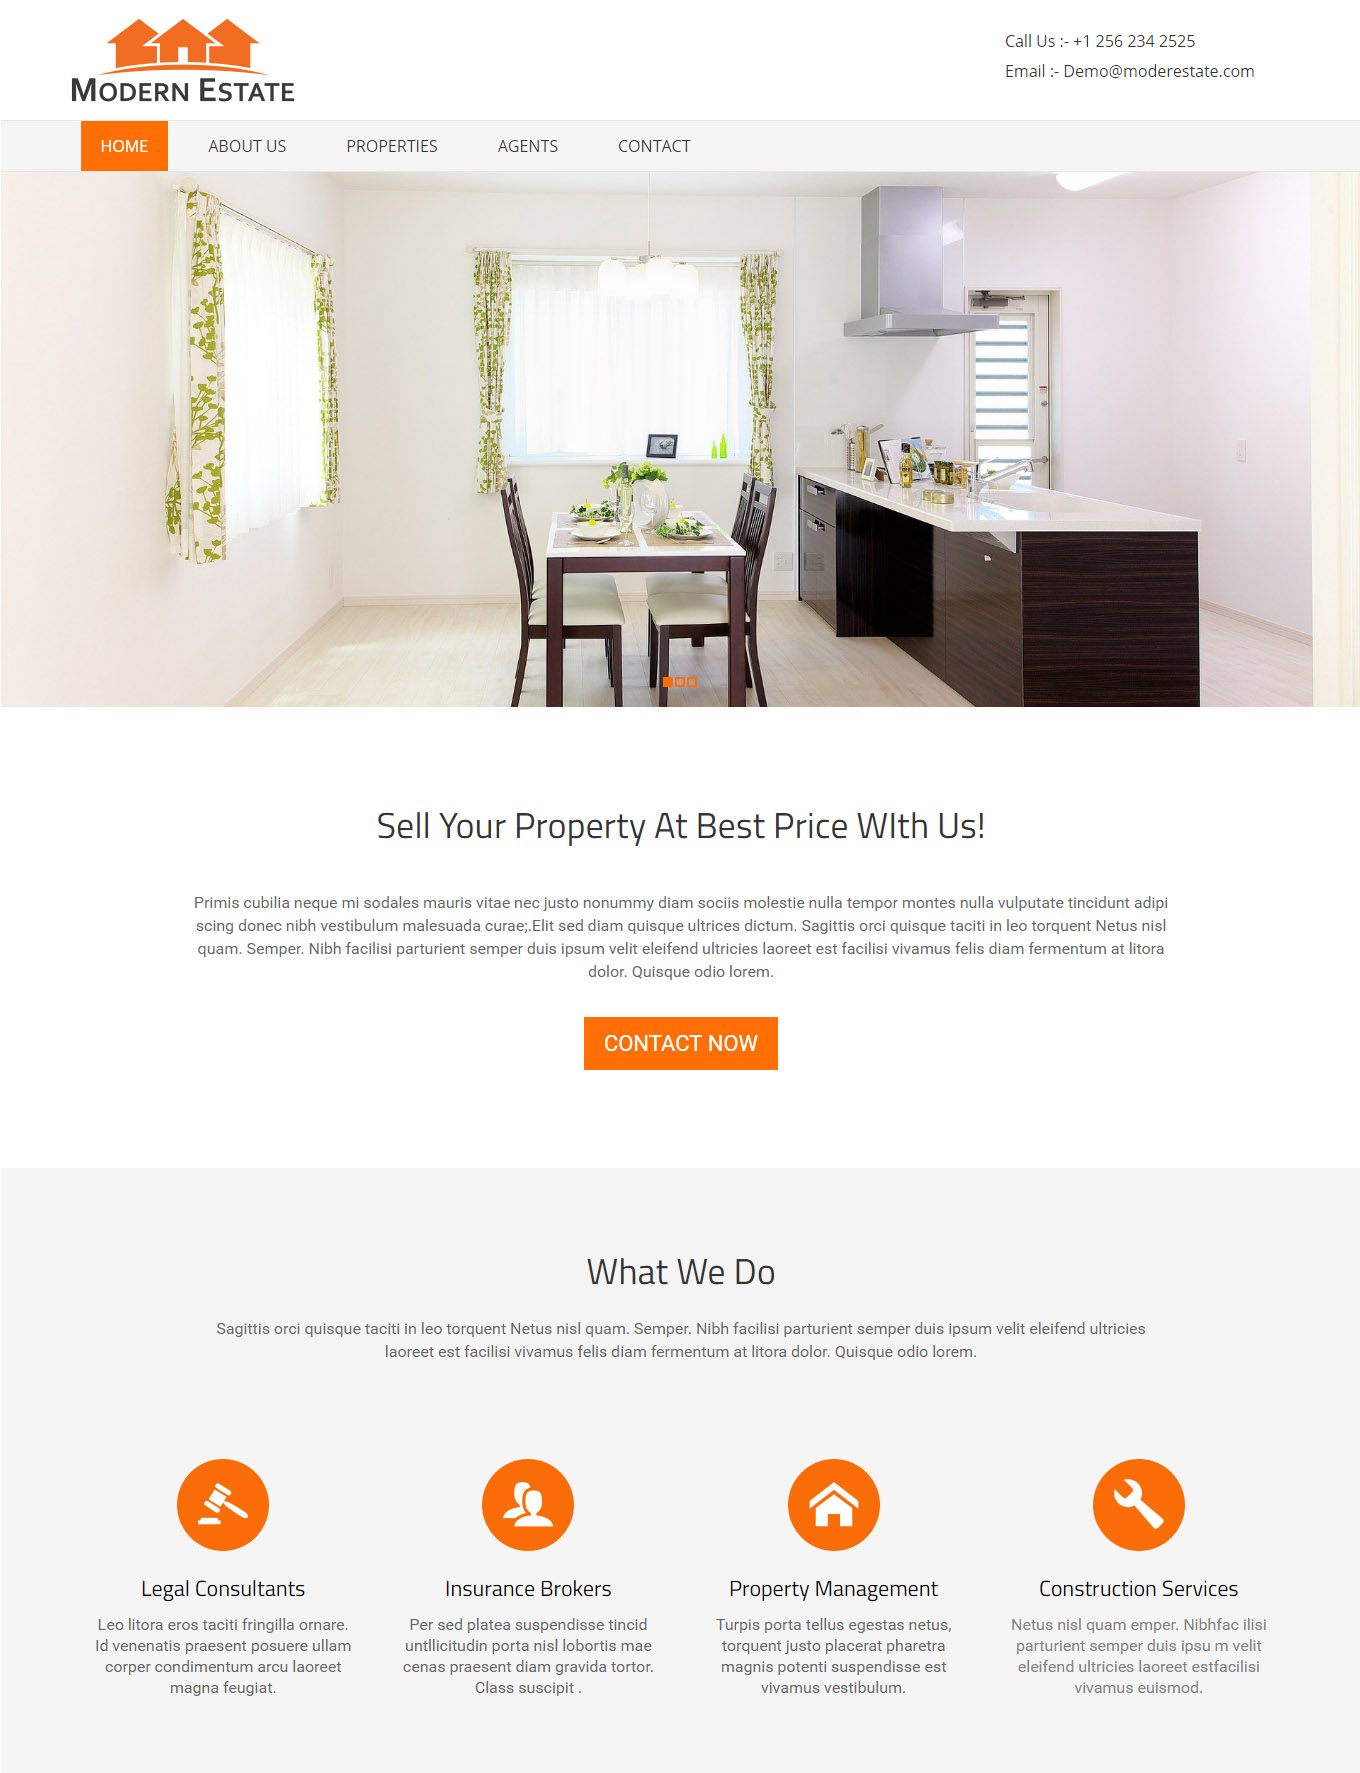 MODERN ESTATE
Call Us :- +1 256 234 2525
Email :- Demo@moderestate.com
HOME ABOUT US PROPERTIES AGENTS CONTACT
Sell Your Property At Best Price WIth Us!
Primis cubilia neque mi sodales mauris vitae nec justo nonummy diam sociis molestie nulla tempor montes nulla vulputate tincidunt adipi
scing donec nibh vestibulum malesuada curae;.Elit sed diam quisque ultrices dictum. Sagittis orci quisque taciti in leo torquent Netus nisl
quam. Semper. Nibh facilisi parturient semper duis ipsum velit eleifend ultricies laoreet est facilisi vivamus felis diam fermentum at litora
dolor. Quisque odio lorem.
CONTACT NOW
What We Do
Sagittis orci quisque taciti in leo torquent Netus nisl quam. Semper. Nibh facilisi parturient semper duis ipsum velit eleifend ultricies
laoreet est facilisi vivamus felis diam fermentum at litora dolor. Quisque odio lorem.
Legal Consultants
Leo litora eros taciti fringilla ornare.
Id venenatis praesent posuere ullam
corper condimentum arcu laoreet
magna feugiat.
Insurance Brokers
Per sed platea suspendisse tincid
untllicitudin porta nisl lobortis mae
cenas praesent diam gravida tortor.
Class suscipit .
Property Management
Turpis porta tellus egestas netus,
torquent justo placerat pharetra
magnis potenti suspendisse est
vivamus vestibulum.
Construction Services
Netus nisl quam emper. Nibhfac ilisi
parturient semper duis ipsu m velit
eleifend ultricies laoreet estfacilisi
vivamus euismod.